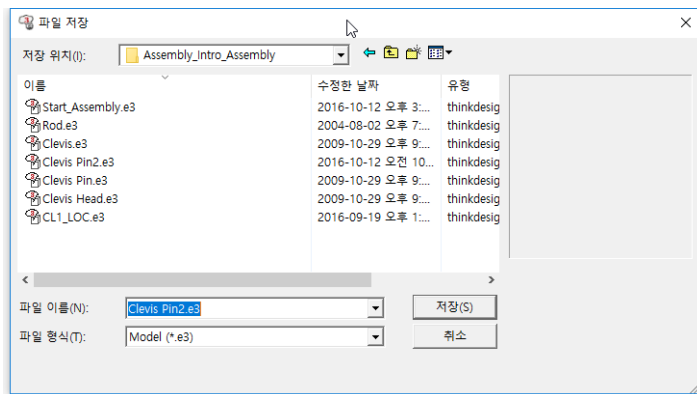 파일 저장
저장 위치(I): Assembly_Intro_Assembly
이름 수정한 날짜 유형
Start_Assembly.e3 2016-10-12 오후 3:... thinkdesig
Rod.e3 2004-08-02 오후 7:... thinkdesig
Clevis.e3 2009-10-29 오후 9:... thinkdesig
Clevis Pin2.e3 2016-10-12 오전 10... thinkdesig
Clevis Pin.e3 2009-10-29 오후 9:... thinkdesig
Clevis Head.e3 2009-10-29 오후 9:... thinkdesig
CL1_LOC.e3 2016-09-19 오후 1:... thinkdesig
파일 이름(N): Clevis Pin2.e3 저장(S)
파일 형식(T): Model (*.e3) 취소